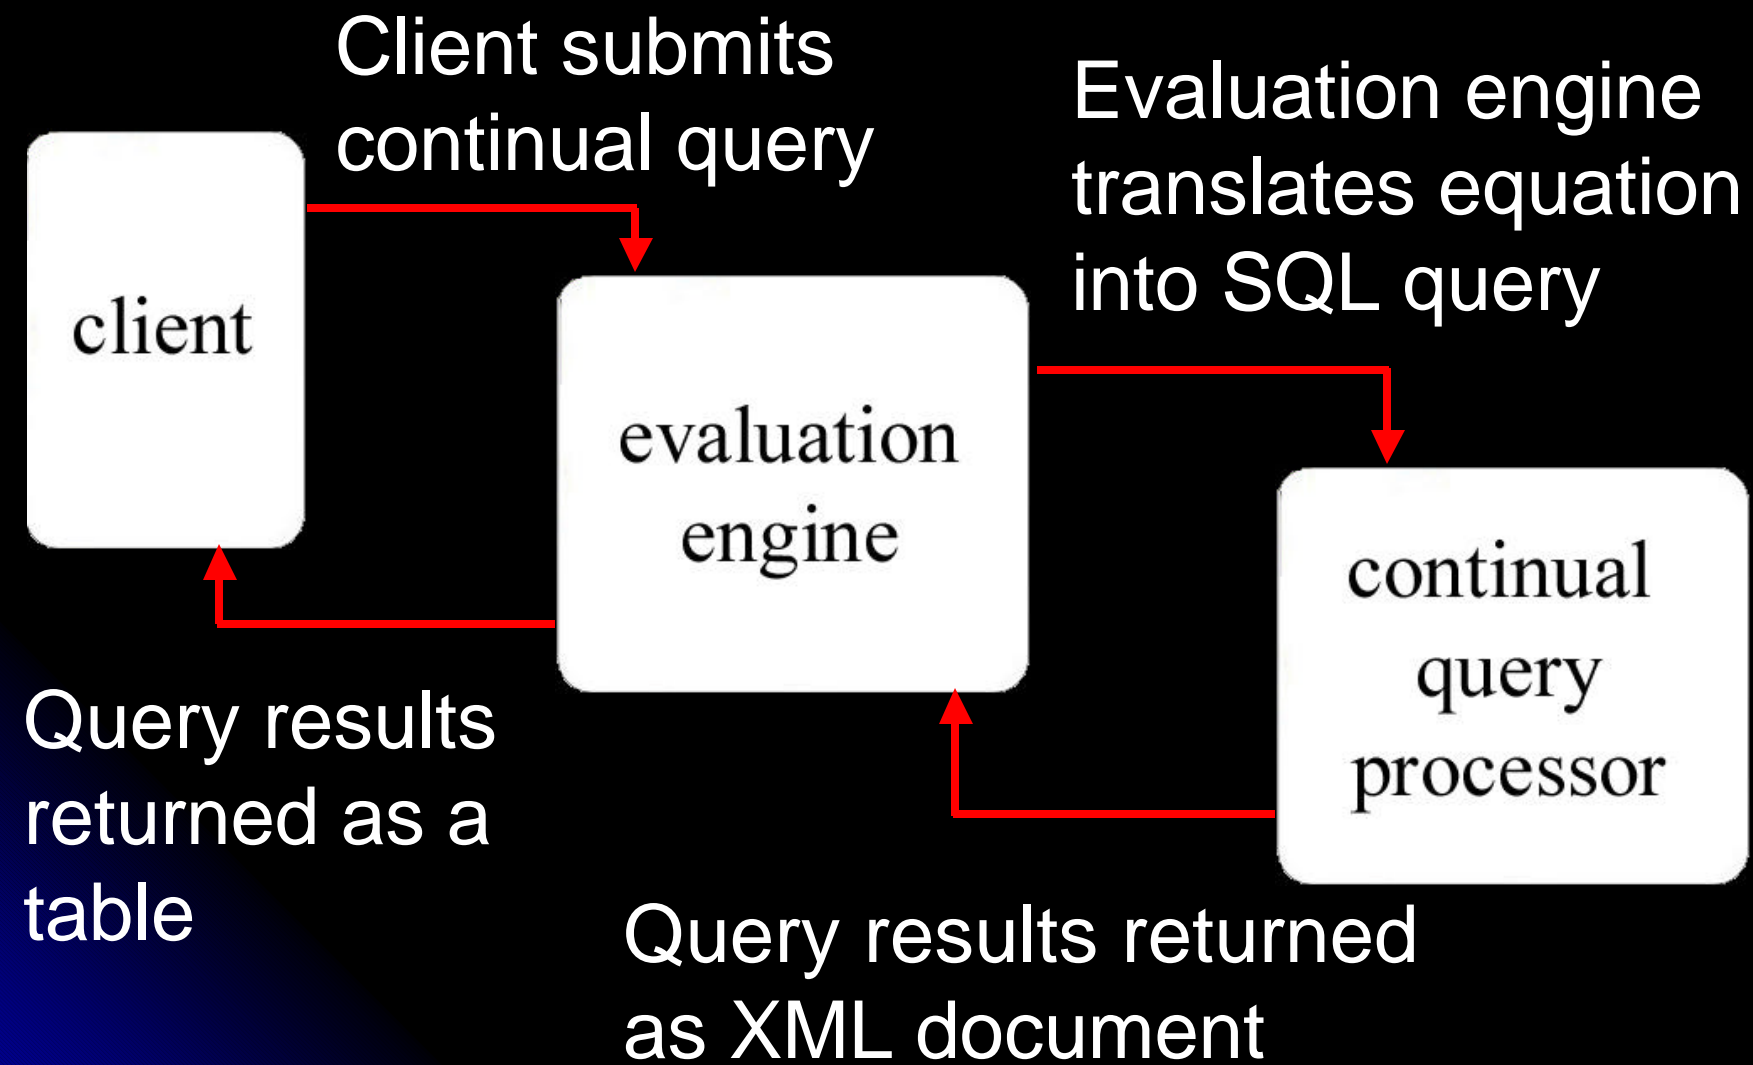 Client submits
continual query
Evaluation engine
translates equation
into SQL query
client
evaluation
engine
continual
query
processor
Query results
returned as a
table
Query results returned
as XML document